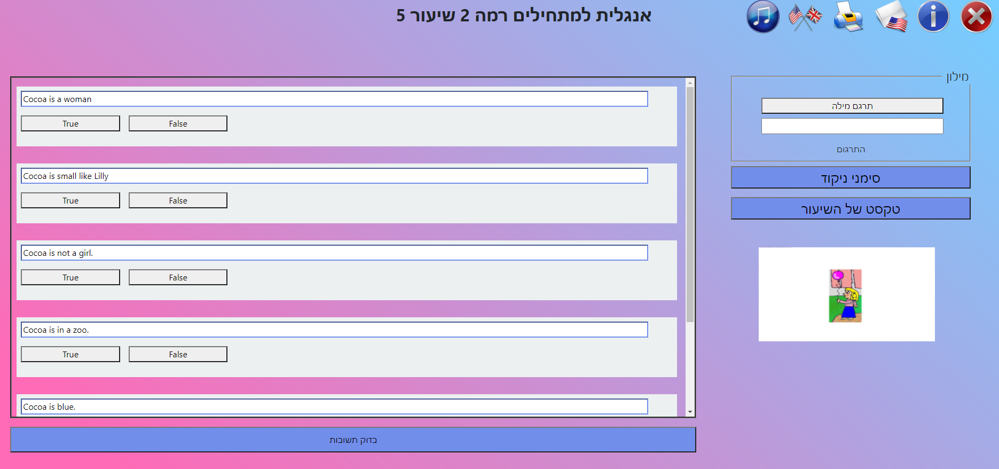 אנגלית למתחילים רמה 2 שיעור 5
Cocoa is a woman
True False
Cocoa is small like Lilly
True False
Cocoa is not a girl.
True False
Cocoa is in a zoo.
True False
Cocoa is blue.
בדוק תשובות
מילון
תרגם מילה
התרגום
סימני ניקוד
טקסט של השיעור